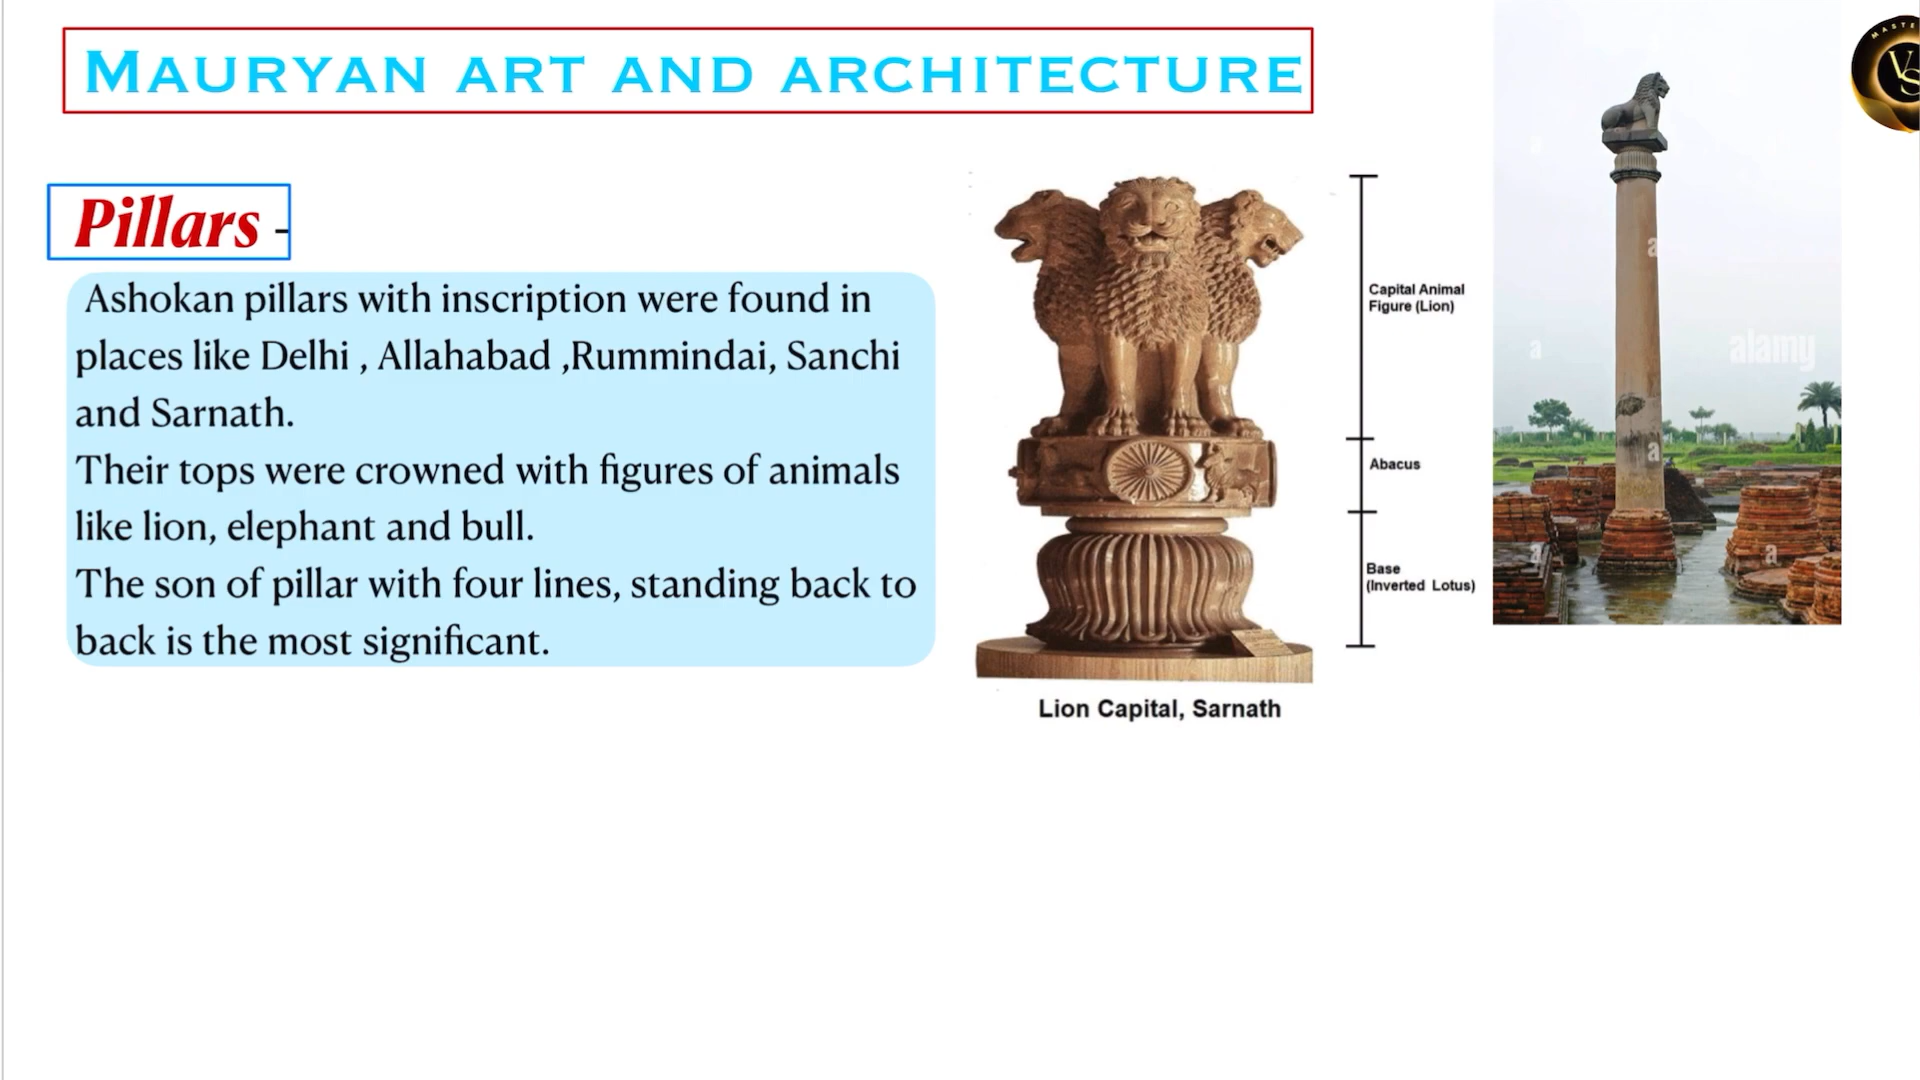 MAURYAN ART AND ARCHITECTURE
Pillars -
Ashokan pillars with inscription were found in
places like Delhi , Allahabad ,Rummindai, Sanchi
and Sarnath.
Their tops were crowned with figures of animals
like lion, elephant and bull.
The son of pillar with four lines, standing back to
back is the most significant.
Capital Animal
Figure (Lion)
Abacus
Base
(Inverted Lotus)
Lion Capital, Sarnath
a
a
alamy
a
a
a
a
MASTE
VS